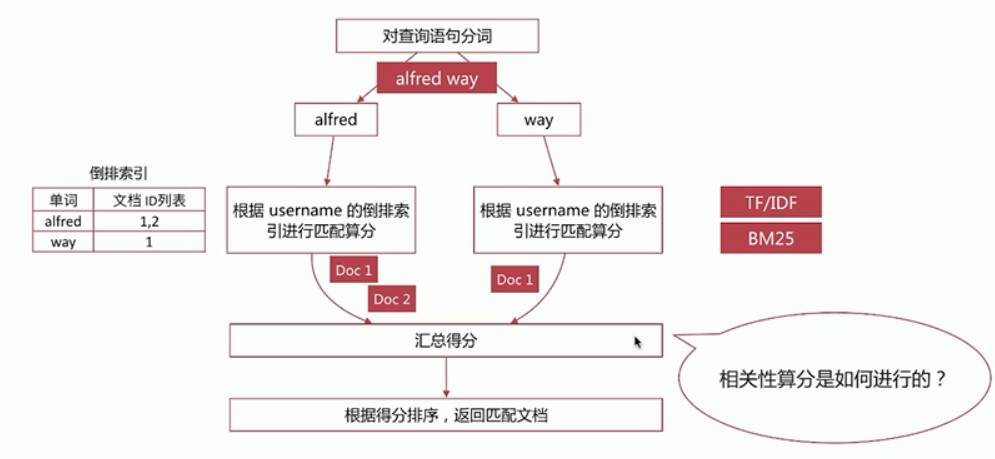 对查询语句分词
alfred way
alfred
way
倒排索引
单词 文档 ID列表
alfred 1,2
way 1
根据 username 的倒排索
引进行匹配算分
根据 username 的倒排索
引进行匹配算分
TF/IDF
BM25
Doc 1
Doc 2
Doc 1
汇总得分
相关性算分是如何进行的？
根据得分排序，返回匹配文档